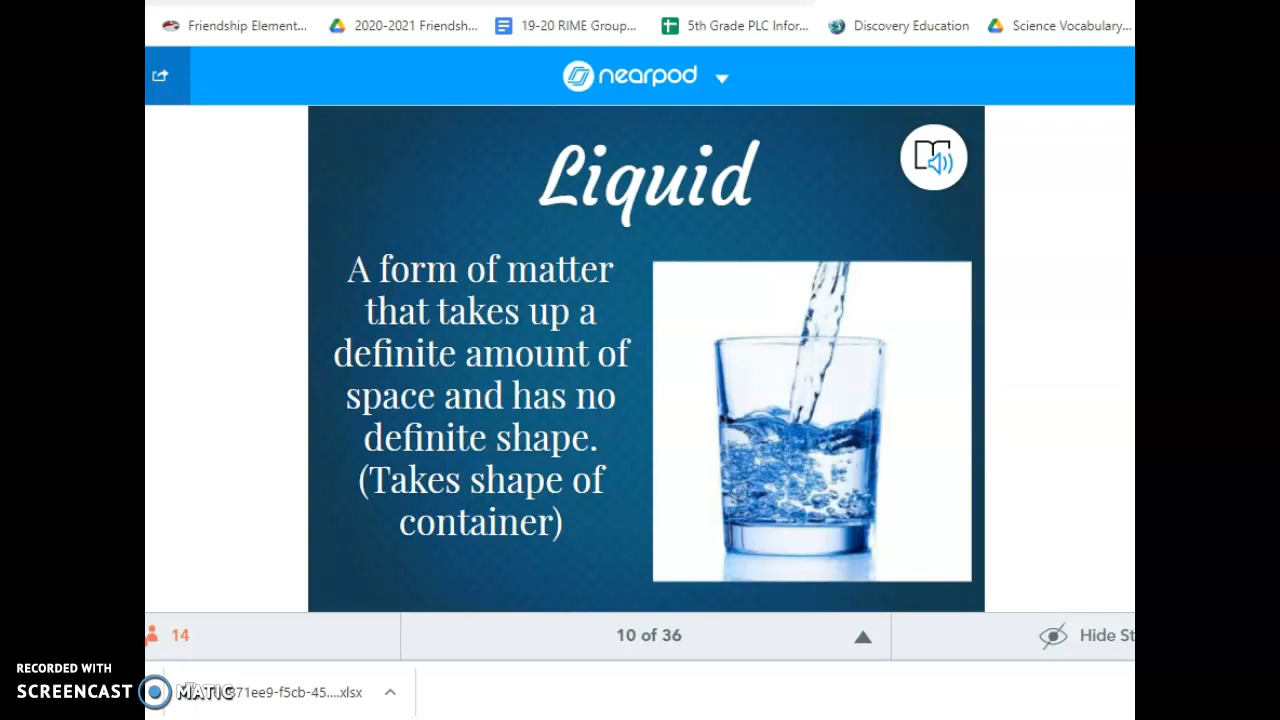 Friendship Element... 2020-2021 Friendsh... 19-20 RIME Group... 5th Grade PLC Infor... Discovery Education Science Vocabulary...
nearpod
Liquid
A form of matter
that takes up a
definite amount of
space and has no
definite shape.
(Takes shape of
container)
14 10 of 36 Hide St
RECORDED WITH
SCREENCAST MATIC
371ee9-f5cb-45....xlsx